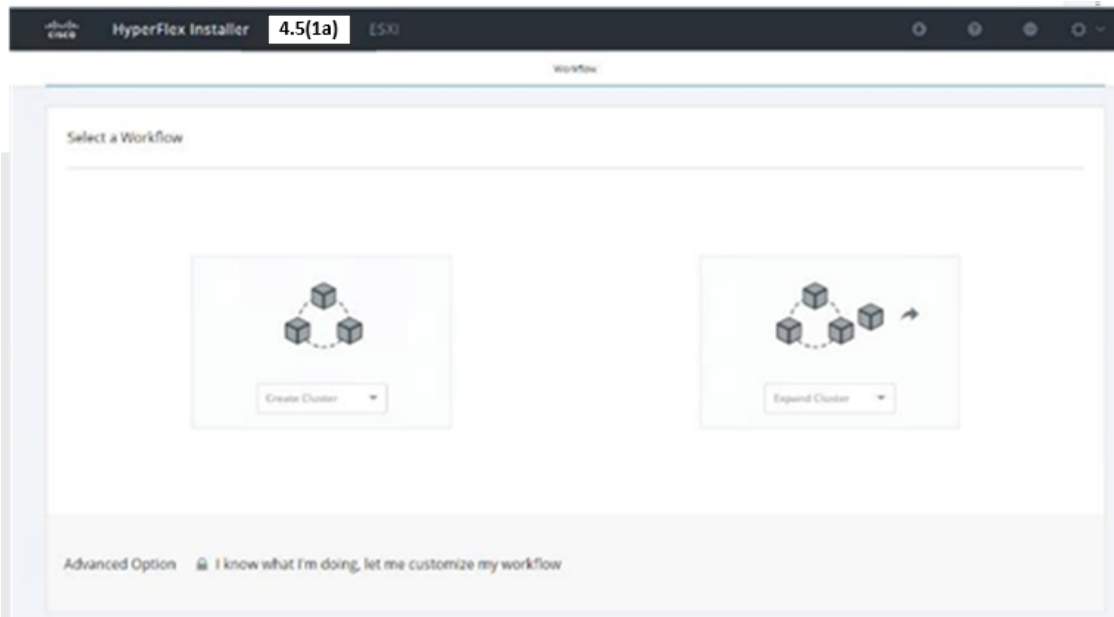 CISCO HyperFlex Installer 4.5(1a) ESXi
Workflow
Select a Workflow
Create Cluster
Expand Cluster
Advanced Option I know what I'm doing, let me customize my workflow